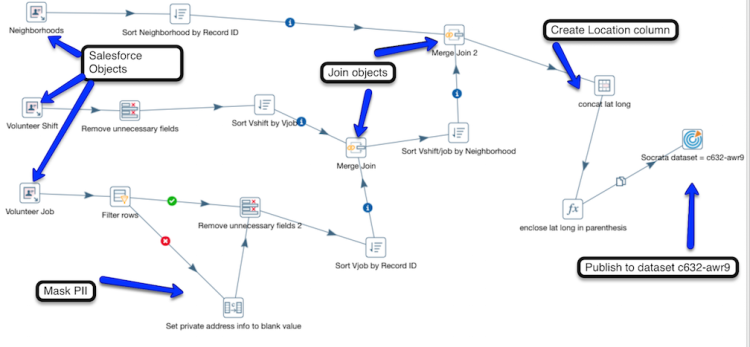 Neighborhoods
Sort Neighborhood by Record ID
Salesforce
Objects
Create Location column
Merge Join 2
Join objects
concat lat long
Volunteer Shift
Remove unnecessary fields
Sort Vshift by Vjob
Merge Join
Sort Vshift/job by Neighborhood
Socrata dataset = c632-awr9
Volunteer Job
Filter rows
Remove unnecessary fields 2
enclose lat long in parenthesis
Sort Vjob by Record ID
Publish to dataset c632-awr9
Mask PII
Set private address info to blank value